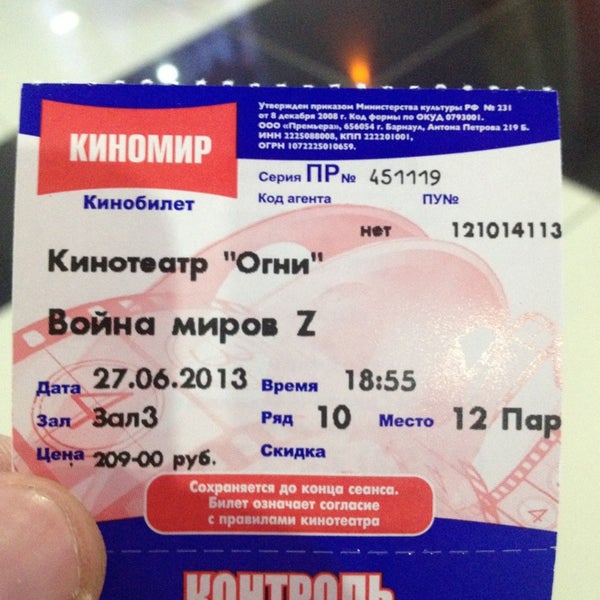 Утвержден приказом Министерства культуры РФ № 231
от 8 декабря 2008 г. Код формы по ОКУД 0793001.
ООО «Премьера», 656054 г. Барнаул, Антона Петрова 219 Б.
ИНН 2225088008, КПП 222201001,
ОГРН 1072225010659.
КИНОМИР
Кинобилет
Серия ПР № 451119
Код агента ПУ№
нет 121014113
Кинотеатр "Огни"
Война миров Z
Дата 27.06.2013 Время 18:55
Зал Зал3 Ряд 10 Место 12 Пар
Цена 209-00 руб. Скидка
Сохраняется до конца сеанса.
Билет означает согласие
с правилами кинотеатра
КОНТРОЛЬ